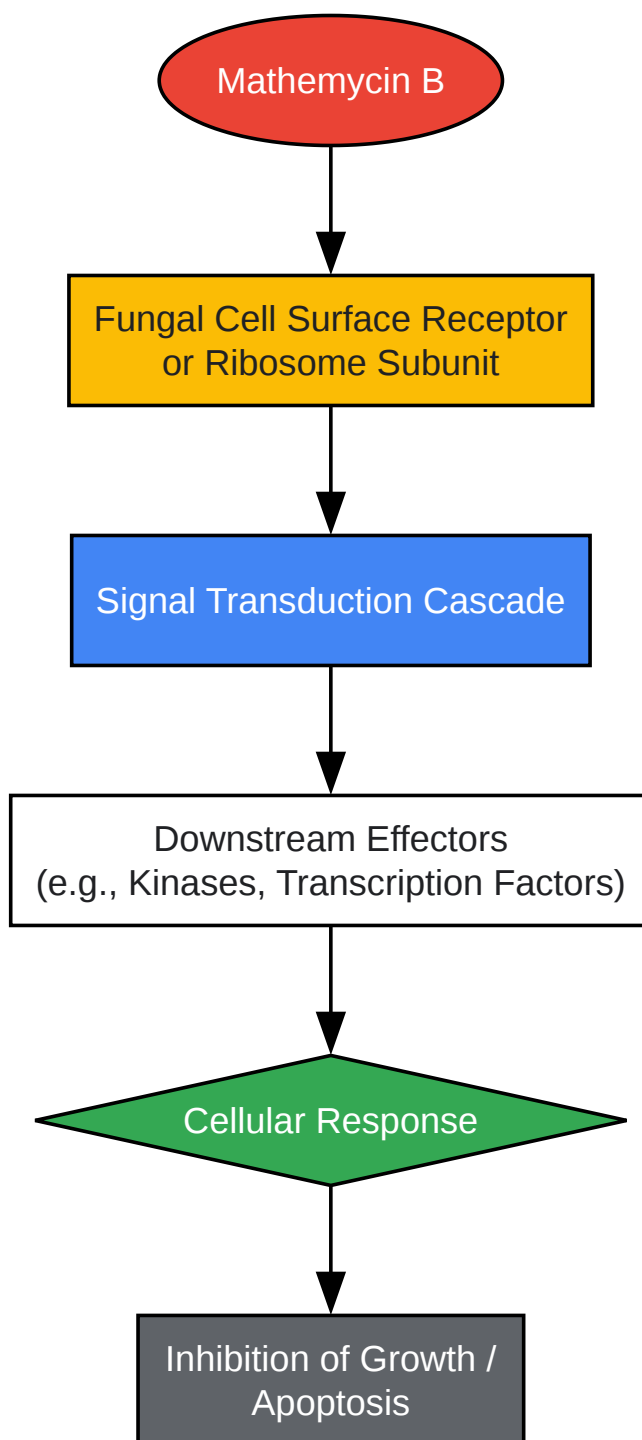 Mathemycin B
Fungal Cell Surface Receptor
or Ribosome Subunit
Signal Transduction Cascade
Downstream Effectors
(e.g., Kinases, Transcription Factors)
Cellular Response
Inhibition of Growth /
Apoptosis